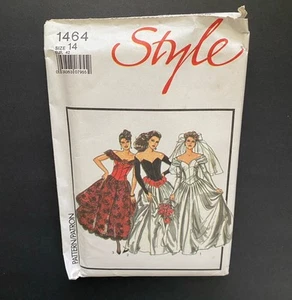 1464
SIZE 14
Style
PATTERN/PATRON